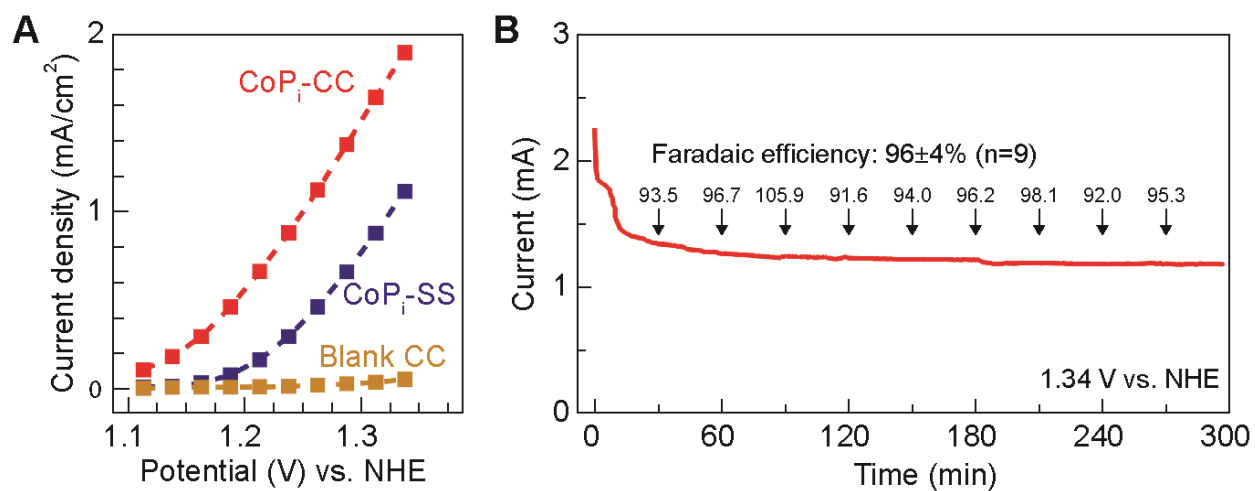 A
Current density (mA/cm²)
2
1
0
CoPᵢ-CC
CoPᵢ-SS
Blank CC
1.1 1.2 1.3
Potential (V) vs. NHE
B
Current (mA)
3
2
1
0
Faradaic efficiency: 96±4% (n=9)
93.5 96.7 105.9 91.6 94.0 96.2 98.1 92.0 95.3
1.34 V vs. NHE
0 60 120 180 240 300
Time (min)